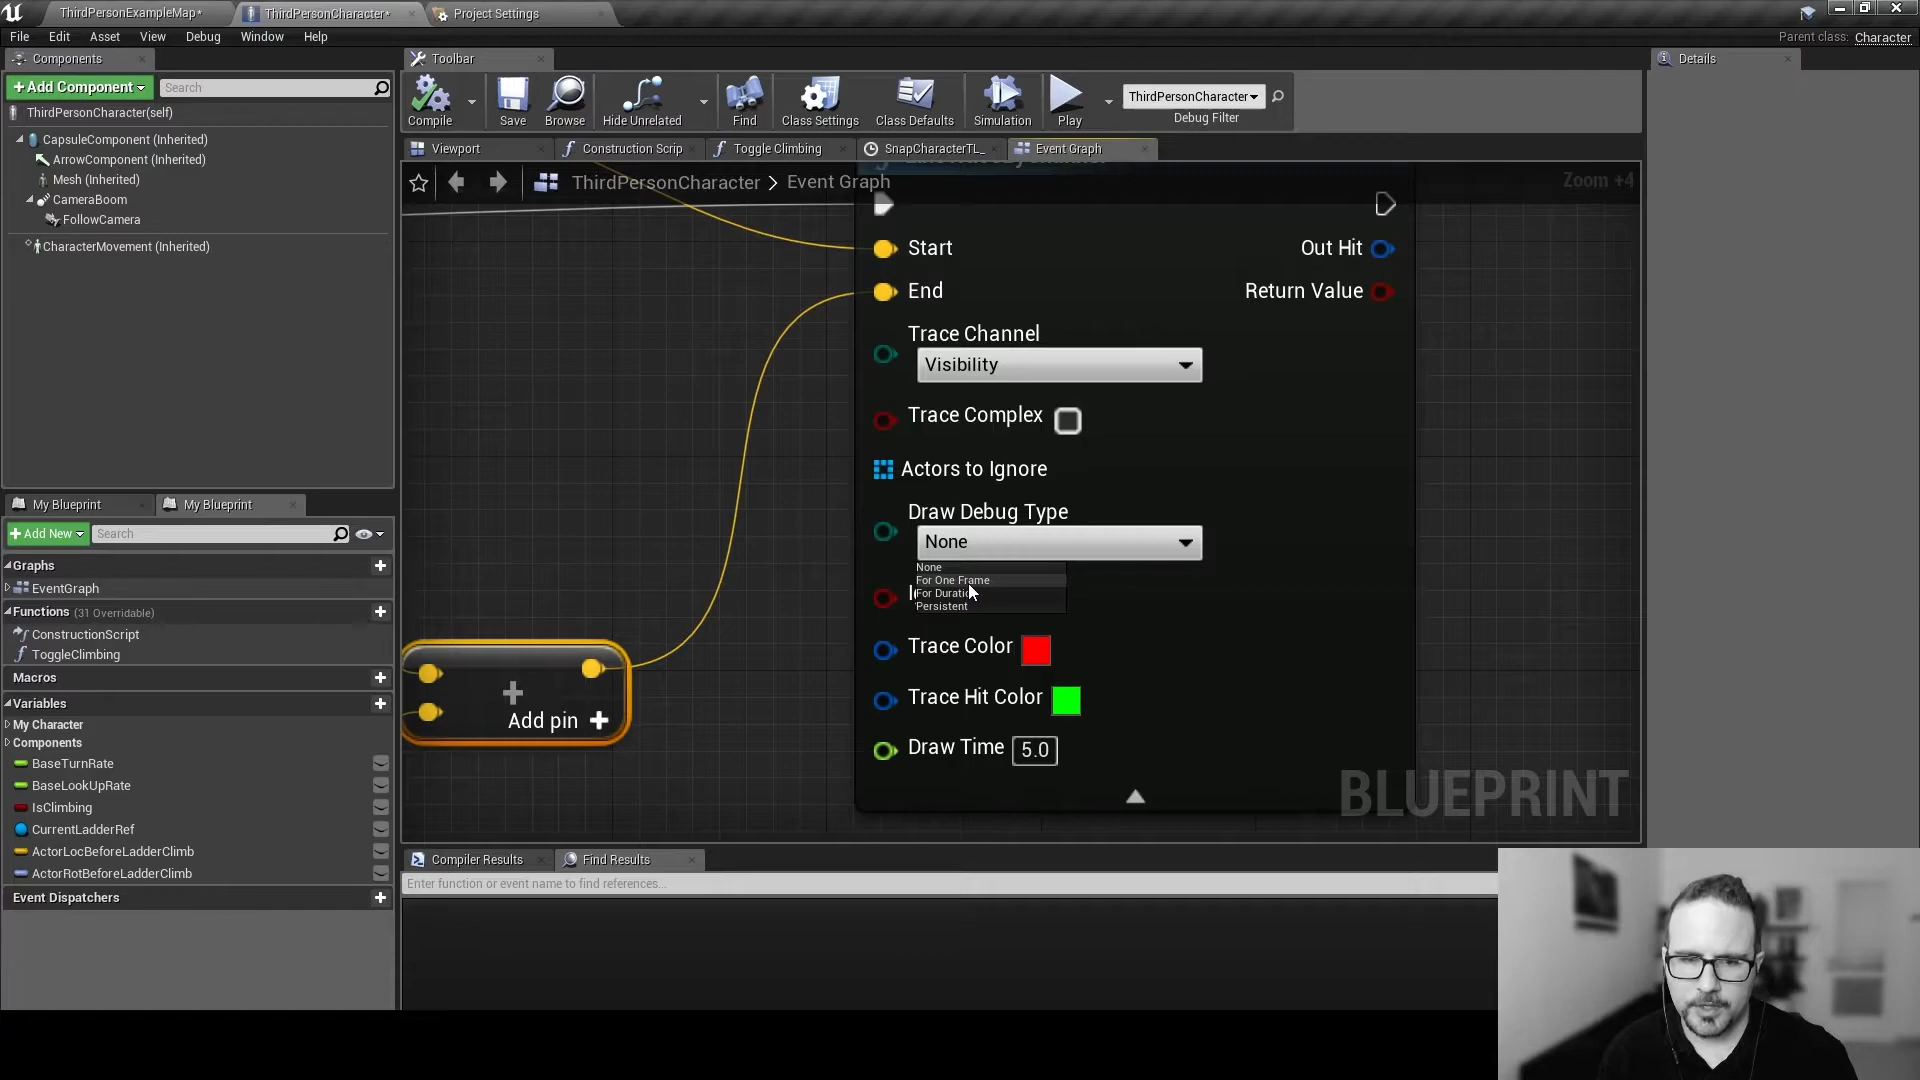 ThirdPersonExampleMap*
ThirdPersonCharacter*
Project Settings
File Edit Asset View Debug Window Help
Parent class: Character
Components
+Add Component
Search
ThirdPersonCharacter(self)
CapsuleComponent (Inherited)
ArrowComponent (Inherited)
Mesh (Inherited)
CameraBoom
FollowCamera
CharacterMovement (Inherited)
Toolbar
Compile
Save
Browse
Hide Unrelated
Find
Class Settings
Class Defaults
Simulation
Play
ThirdPersonCharacter
Debug Filter
Details
Viewport
Construction Scrip
Toggle Climbing
SnapCharacterTL_
Event Graph
ThirdPersonCharacter > Event Graph
Zoom +4
Start
Out Hit
End
Return Value
Trace Channel
Visibility
Trace Complex
Actors to Ignore
Draw Debug Type
None
None
For One Frame
For Duration
Persistent
Trace Color
Trace Hit Color
Draw Time 5.0
Add pin +
BLUEPRINT
My Blueprint
My Blueprint
+Add New
Search
Graphs
EventGraph
Functions (31 Overridable)
ConstructionScript
ToggleClimbing
Macros
Variables
My Character
Components
BaseTurnRate
BaseLookUpRate
IsClimbing
CurrentLadderRef
ActorLocBeforeLadderClimb
ActorRotBeforeLadderClimb
Event Dispatchers
Compiler Results
Find Results
Enter function or event name to find references...